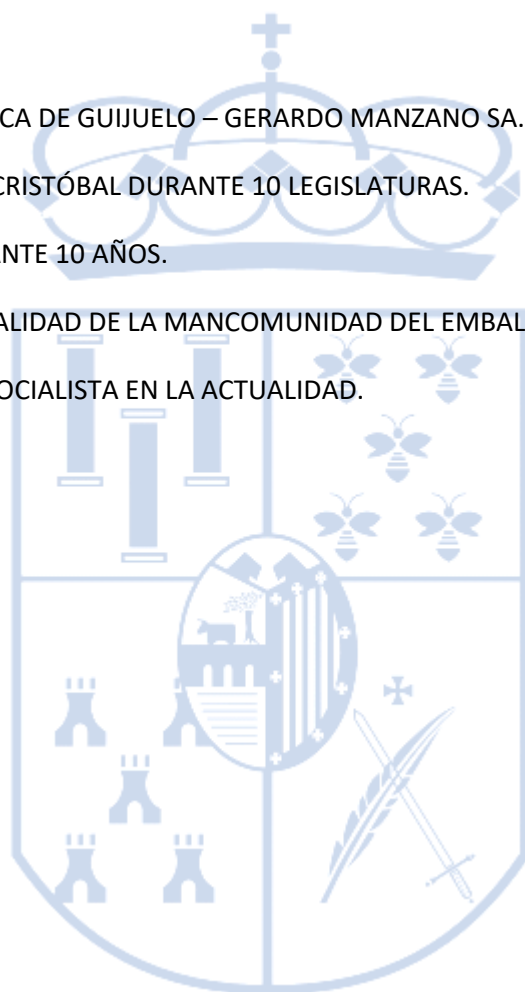 CA DE GUIJUELO – GERARDO MANZANO SA.
CRISTÓBAL DURANTE 10 LEGISLATURAS.
ANTE 10 AÑOS.
ALIDAD DE LA MANCOMUNIDAD DEL EMBAL
OCIALISTA EN LA ACTUALIDAD.